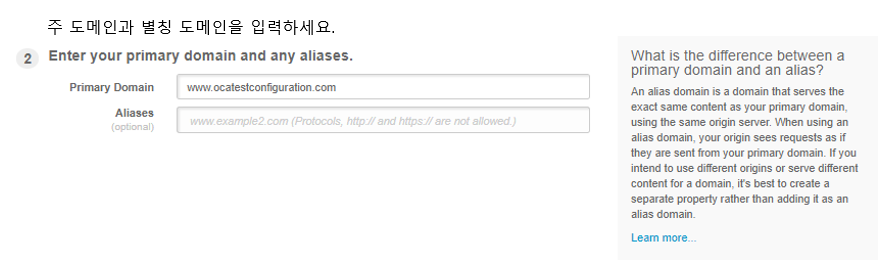 주 도메인과 별칭 도메인을 입력하세요.
2 Enter your primary domain and any aliases.
Primary Domain www.ocatestconfiguration.com
Aliases www.example2.com (Protocols, http:// and https:// are not allowed.)
(optional)
What is the difference between a
primary domain and an alias?
An alias domain is a domain that serves the
exact same content as your primary domain,
using the same origin server. When using an
alias domain, your origin sees requests as if
they are sent from your primary domain. If you
intend to use different origins or serve different
content for a domain, it's best to create a
separate property rather than adding it as an
alias domain.
Learn more...